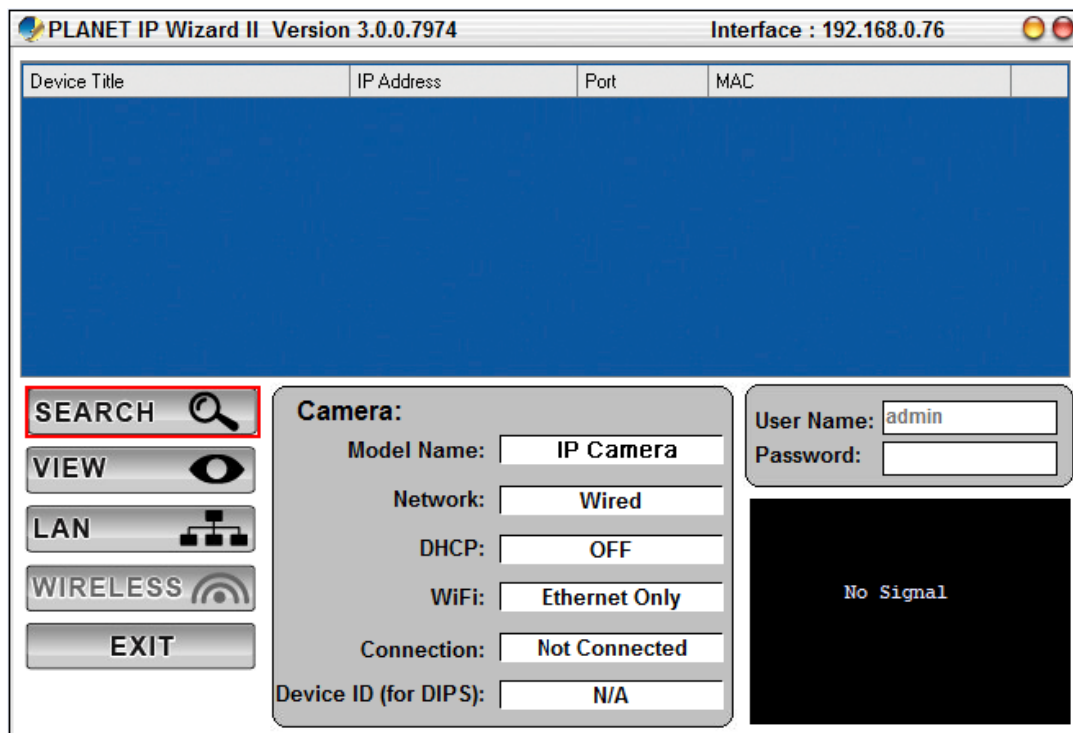 PLANET IP Wizard II Version 3.0.0.7974 Interface : 192.168.0.76
Device Title IP Address Port MAC
SEARCH
VIEW
LAN
WIRELESS
EXIT
Camera:
Model Name: IP Camera
Network: Wired
DHCP: OFF
WiFi: Ethernet Only
Connection: Not Connected
Device ID (for DIPS): N/A
User Name: admin
Password:
No Signal